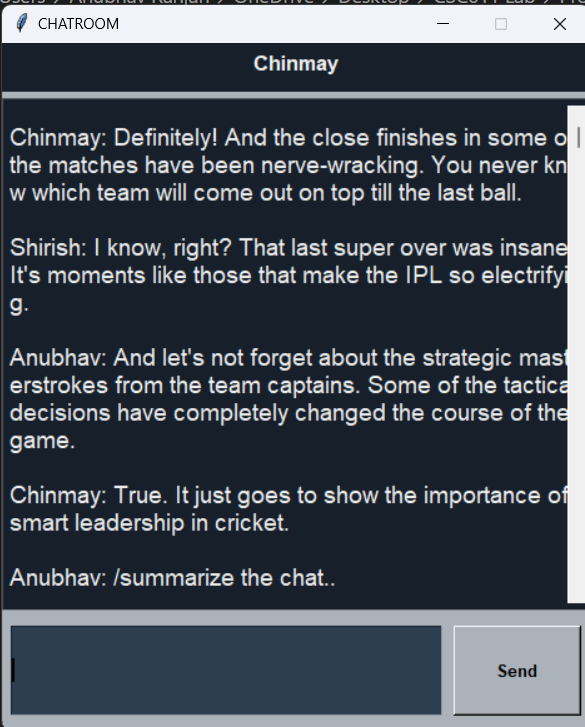 CHATROOM
Chinmay
Chinmay: Definitely! And the close finishes in some o
the matches have been nerve-wracking. You never kn
w which team will come out on top till the last ball.
Shirish: I know, right? That last super over was insane
It's moments like those that make the IPL so electrifyi
g.
Anubhav: And let's not forget about the strategic mast
erstrokes from the team captains. Some of the tactica
decisions have completely changed the course of the
game.
Chinmay: True. It just goes to show the importance of
smart leadership in cricket.
Anubhav: /summarize the chat..
Send